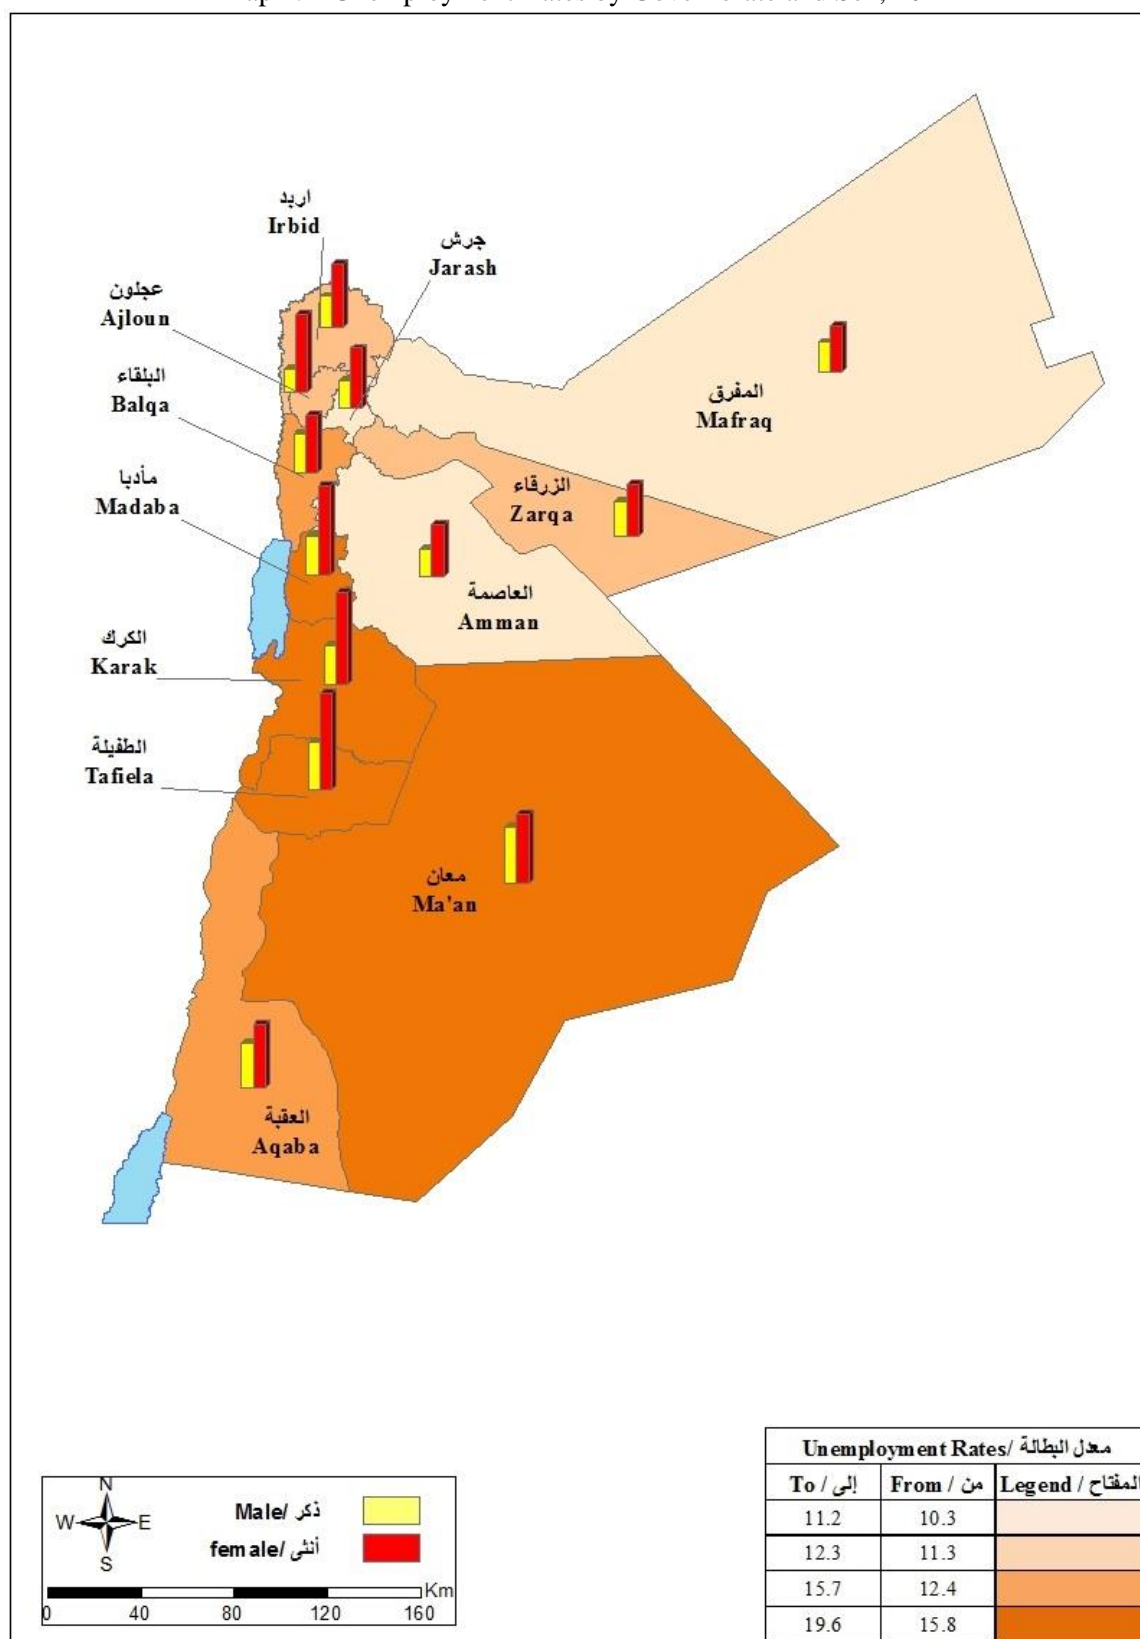 اربد
Irbid
جرش
Jarash
عجلون
Ajloun
البلقاء
Balqa
المفرق
Mafraq
مأدبا
Madaba
الزرقاء
Zarqa
العاصمة
Amman
الكرك
Karak
الطفيلة
Tafiela
معان
Ma'an
العقبة
Aqaba
N
W E
S
Male/ ذكر
female/ أنثى
Km
0 40 80 120 160
Unemployment Rates/ معدل البطالة
To / إلى From / من Legend / المفتاح
11.2 10.3
12.3 11.3
15.7 12.4
19.6 15.8